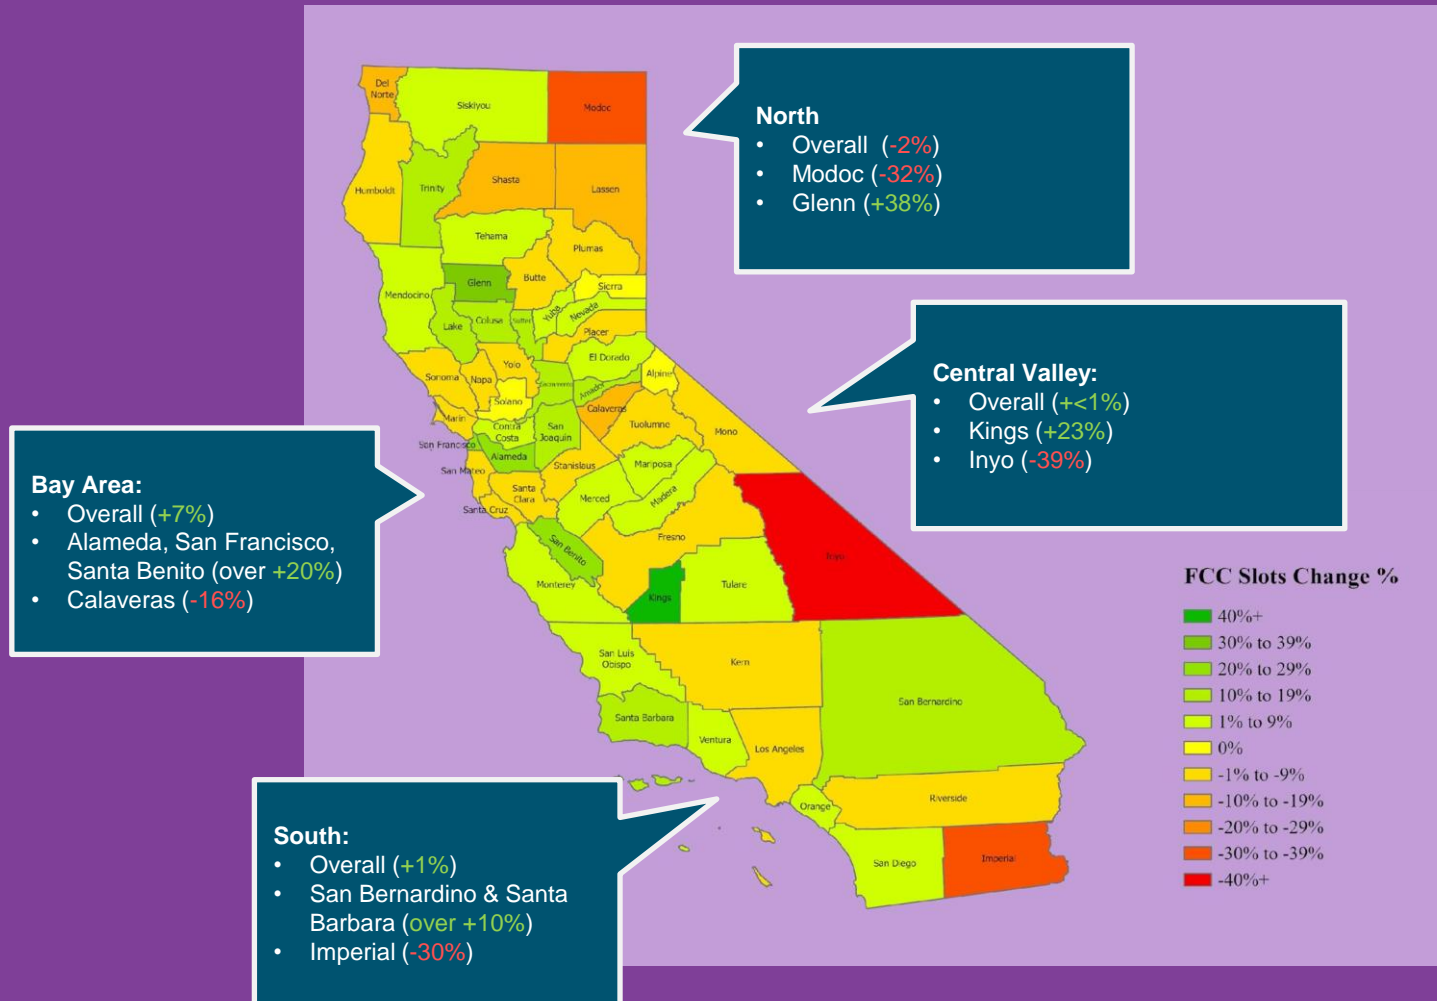 North
• Overall (-2%)
• Modoc (-32%)
• Glenn (+38%)
Central Valley:
• Overall (+<1%)
• Kings (+23%)
• Inyo (-39%)
Bay Area:
• Overall (+7%)
• Alameda, San Francisco,
Santa Benito (over +20%)
• Calaveras (-16%)
South:
• Overall (+1%)
• San Bernardino & Santa
Barbara (over +10%)
• Imperial (-30%)
FCC Slots Change %
40%+
30% to 39%
20% to 29%
10% to 19%
1% to 9%
0%
-1% to -9%
-10% to -19%
-20% to -29%
-30% to -39%
-40%+
Del
Norte
Siskiyou
Modoc
Humboldt
Trinity
Shasta
Lassen
Tehama
Plumas
Mendocino
Glenn
Butte
Sierra
Lake
Colusa
Sutter
Yuba
Nevada
Placer
El Dorado
Sonoma
Napa
Yolo
Sacramento
Amador
Alpine
Solano
Marin
Calaveras
Contra
Costa
San
Joaquin
Tuolumne
Mono
San Francisco
Alameda
San Mateo
Stanislaus
Mariposa
Santa
Clara
Santa Cruz
Merced
Madera
San Benito
Fresno
Inyo
Monterey
Kings
Tulare
San Luis
Obispo
Kern
San Bernardino
Santa Barbara
Ventura
Los Angeles
Orange
Riverside
San Diego
Imperial